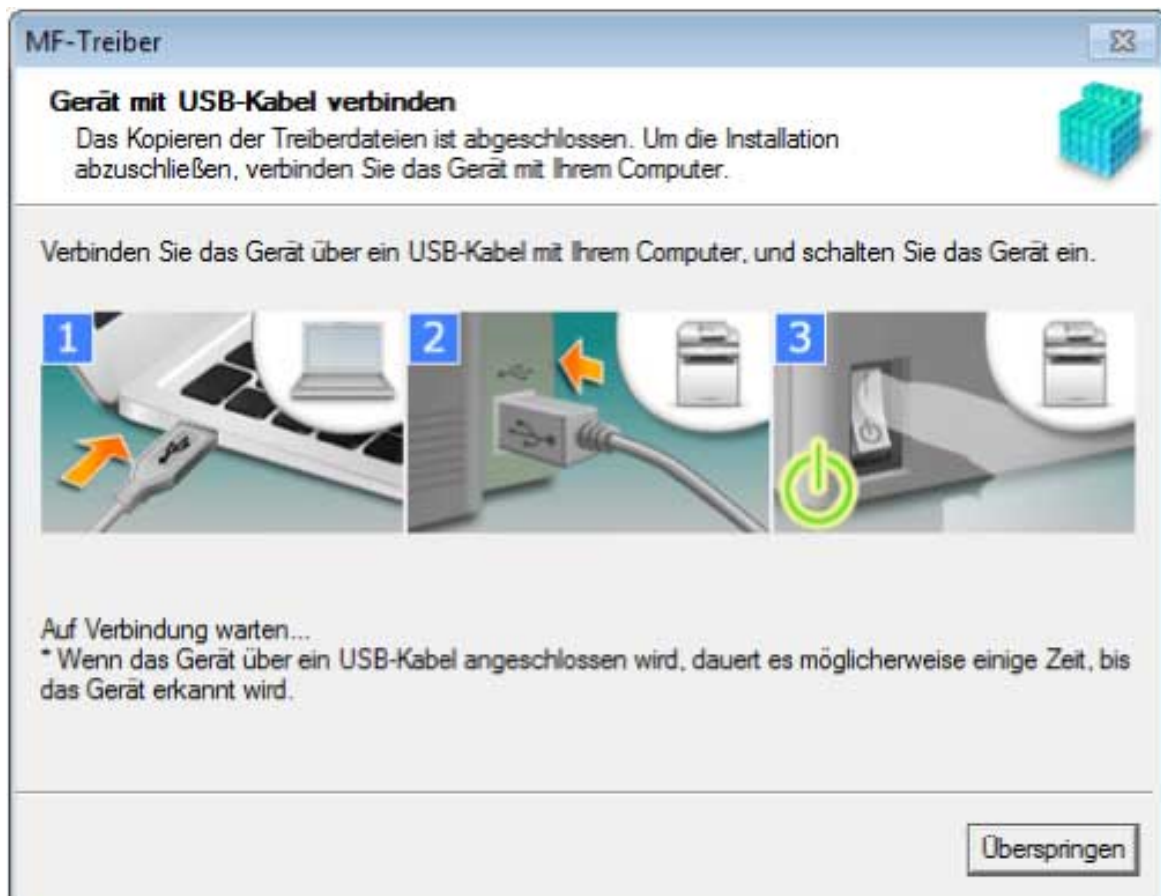 MF-Treiber
Gerät mit USB-Kabel verbinden
Das Kopieren der Treiberdateien ist abgeschlossen. Um die Installation
abzuschließen, verbinden Sie das Gerät mit Ihrem Computer.
Verbinden Sie das Gerät über ein USB-Kabel mit Ihrem Computer, und schalten Sie das Gerät ein.
1
2
3
Auf Verbindung warten...
* Wenn das Gerät über ein USB-Kabel angeschlossen wird, dauert es möglicherweise einige Zeit, bis
das Gerät erkannt wird.
Überspringen